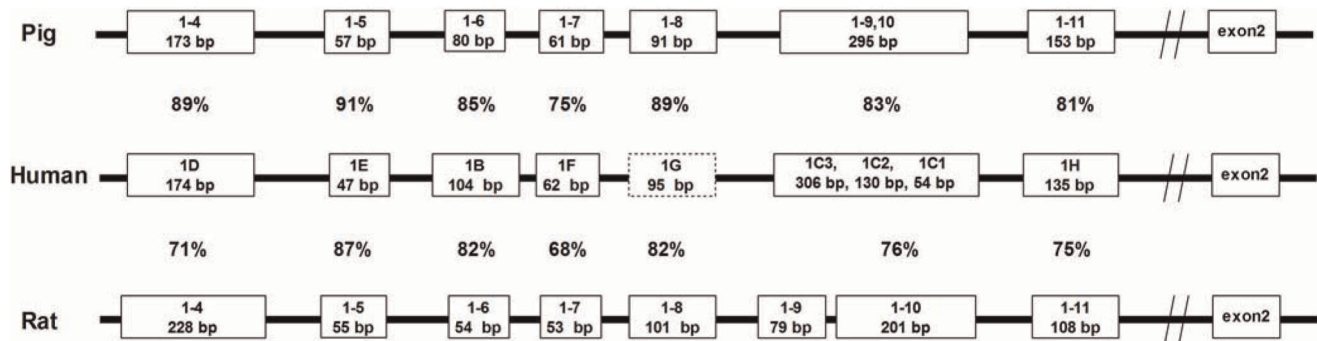 1-4 1-5 1-6 1-7 1-8 1-9,10 1-11
Pig 173 bp 57 bp 80 bp 61 bp 91 bp 295 bp 153 bp exon2
89% 91% 85% 75% 89% 83% 81%
1D 1E 1B 1F 1G 1C3, 1C2, 1C1 1H
Human 174 bp 47 bp 104 bp 62 bp 95 bp 306 bp, 130 bp, 54 bp 135 bp exon2
71% 87% 82% 68% 82% 76% 75%
1-4 1-5 1-6 1-7 1-8 1-9 1-10 1-11
Rat 228 bp 55 bp 54 bp 53 bp 101 bp 79 bp 201 bp 108 bp exon2